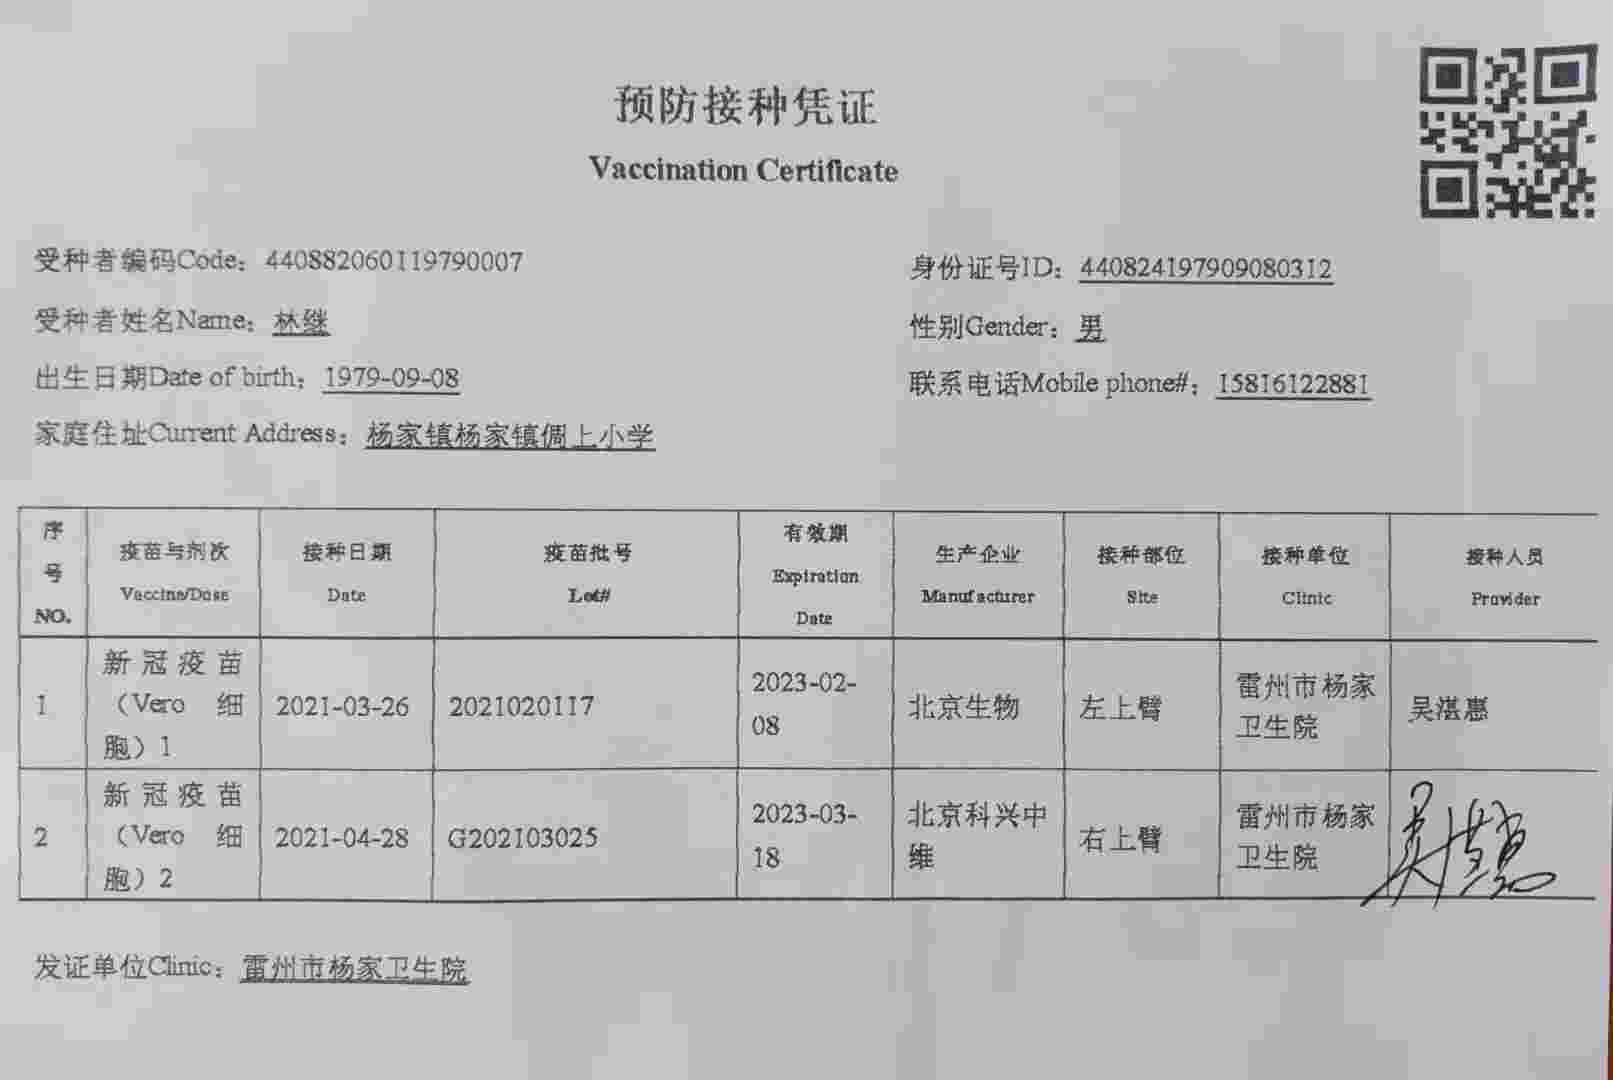 预防接种凭证
Vaccination Certificate
受种者编码Code：440882060119790007
身份证号ID：440824197909080312
受种者姓名Name：林继
性别Gender：男
出生日期Date of birth：1979-09-08
联系电话Mobile phone#：15816122881
家庭住址Current Address：杨家镇杨家镇倜上小学
序号 NO. 疫苗与剂次 Vaccine/Dose 接种日期 Date 疫苗批号 Lot# 有效期 Expiration Date 生产企业 Manufacturer 接种部位 Site 接种单位 Clinic 接种人员 Provider
1 新冠疫苗（Vero细胞）1 2021-03-26 2021020117 2023-02-08 北京生物 左上臂 雷州市杨家卫生院 吴湛惠
2 新冠疫苗（Vero细胞）2 2021-04-28 G202103025 2023-03-18 北京科兴中维 右上臂 雷州市杨家卫生院
发证单位Clinic：雷州市杨家卫生院